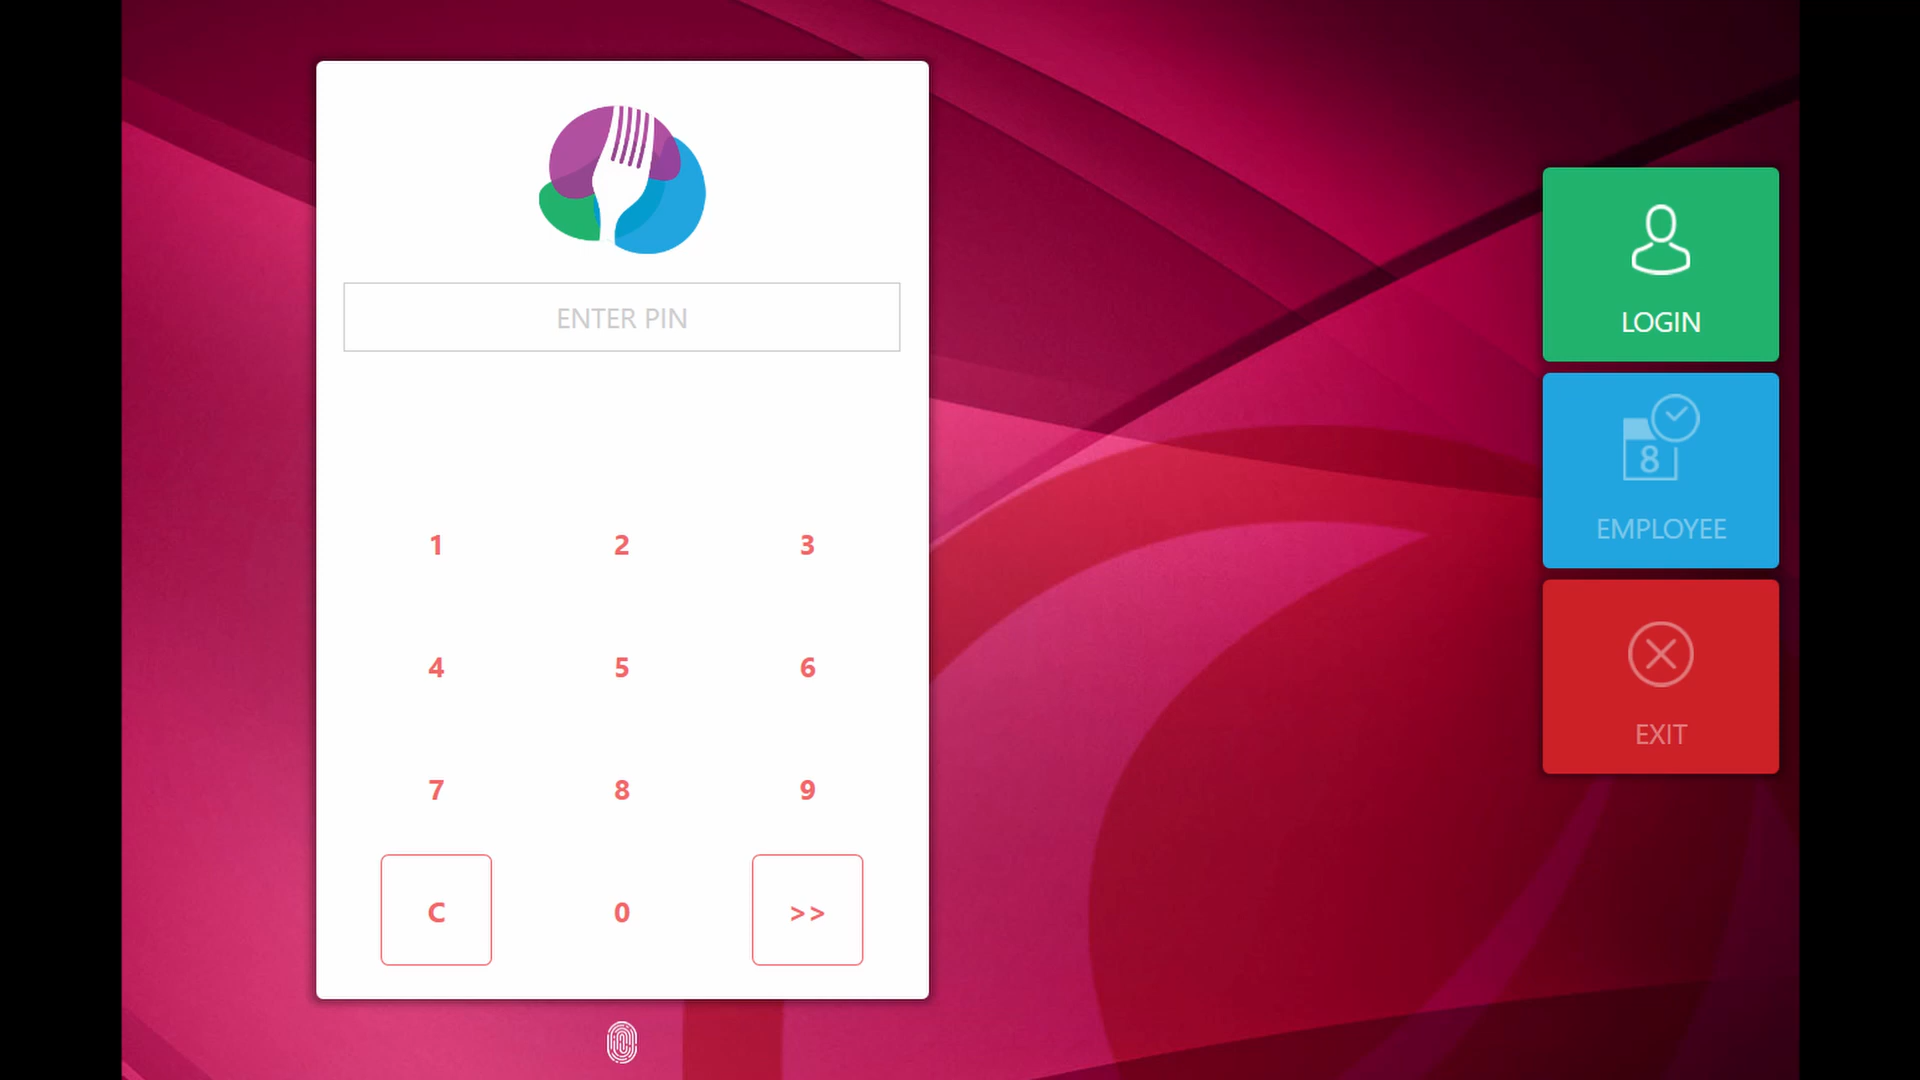 ENTER PIN
1 2 3
4 5 6
7 8 9
C 0 >>
LOGIN
8
EMPLOYEE
EXIT